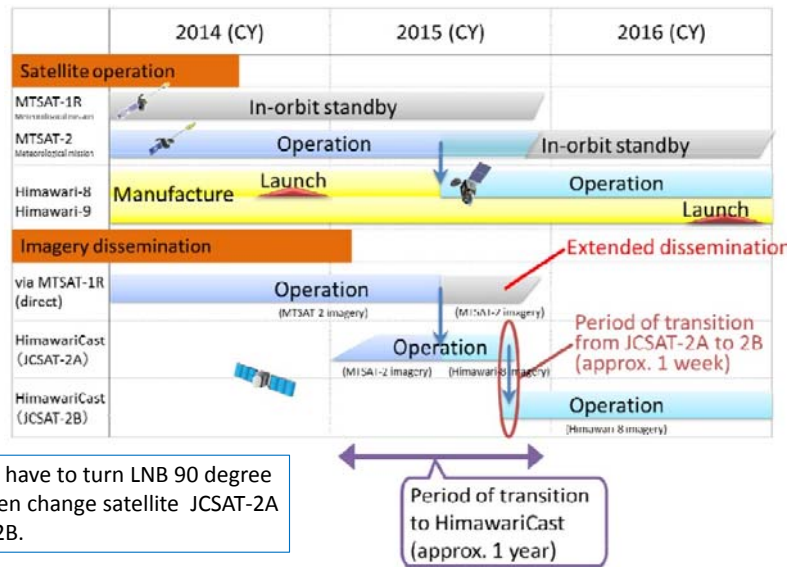 2014 (CY) 2015 (CY) 2016 (CY)
Satellite operation
MTSAT-1R
In-orbit standby
MTSAT-2
Meteorological mission
Operation
In-orbit standby
Himawari-8
Himawari-9
Manufacture
Launch
Operation
Launch
Imagery dissemination
Extended dissemination
via MTSAT-1R
(direct)
Operation
(MTSAT 2 imagery)
(MTSAT-2 imagery)
HimawariCast
(JCSAT-2A)
Operation
(MTSAT-2 imagery)
(Himawari-8 imagery)
Period of transition
from JCSAT-2A to 2B
(approx. 1 week)
HimawariCast
(JCSAT-2B)
Operation
(Himawari 8 imagery)
have to turn LNB 90 degree
en change satellite JCSAT-2A
2B.
Period of transition
to HimawariCast
(approx. 1 year)